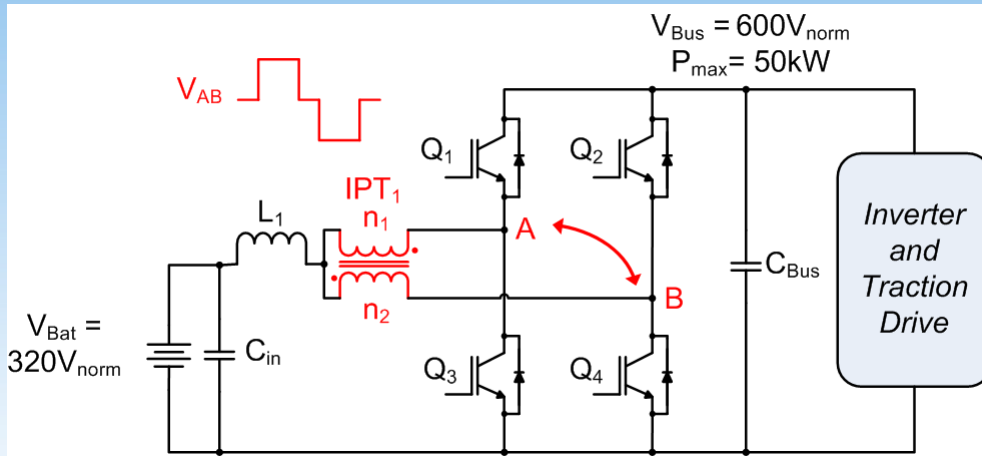 V_Bus = 600V_norm
P_max= 50kW
V_AB
Q_1
Q_2
IPT_1
n_1
L_1
A
B
n_2
C_Bus
Inverter
and
Traction
Drive
V_Bat =
320V_norm
C_in
Q_3
Q_4